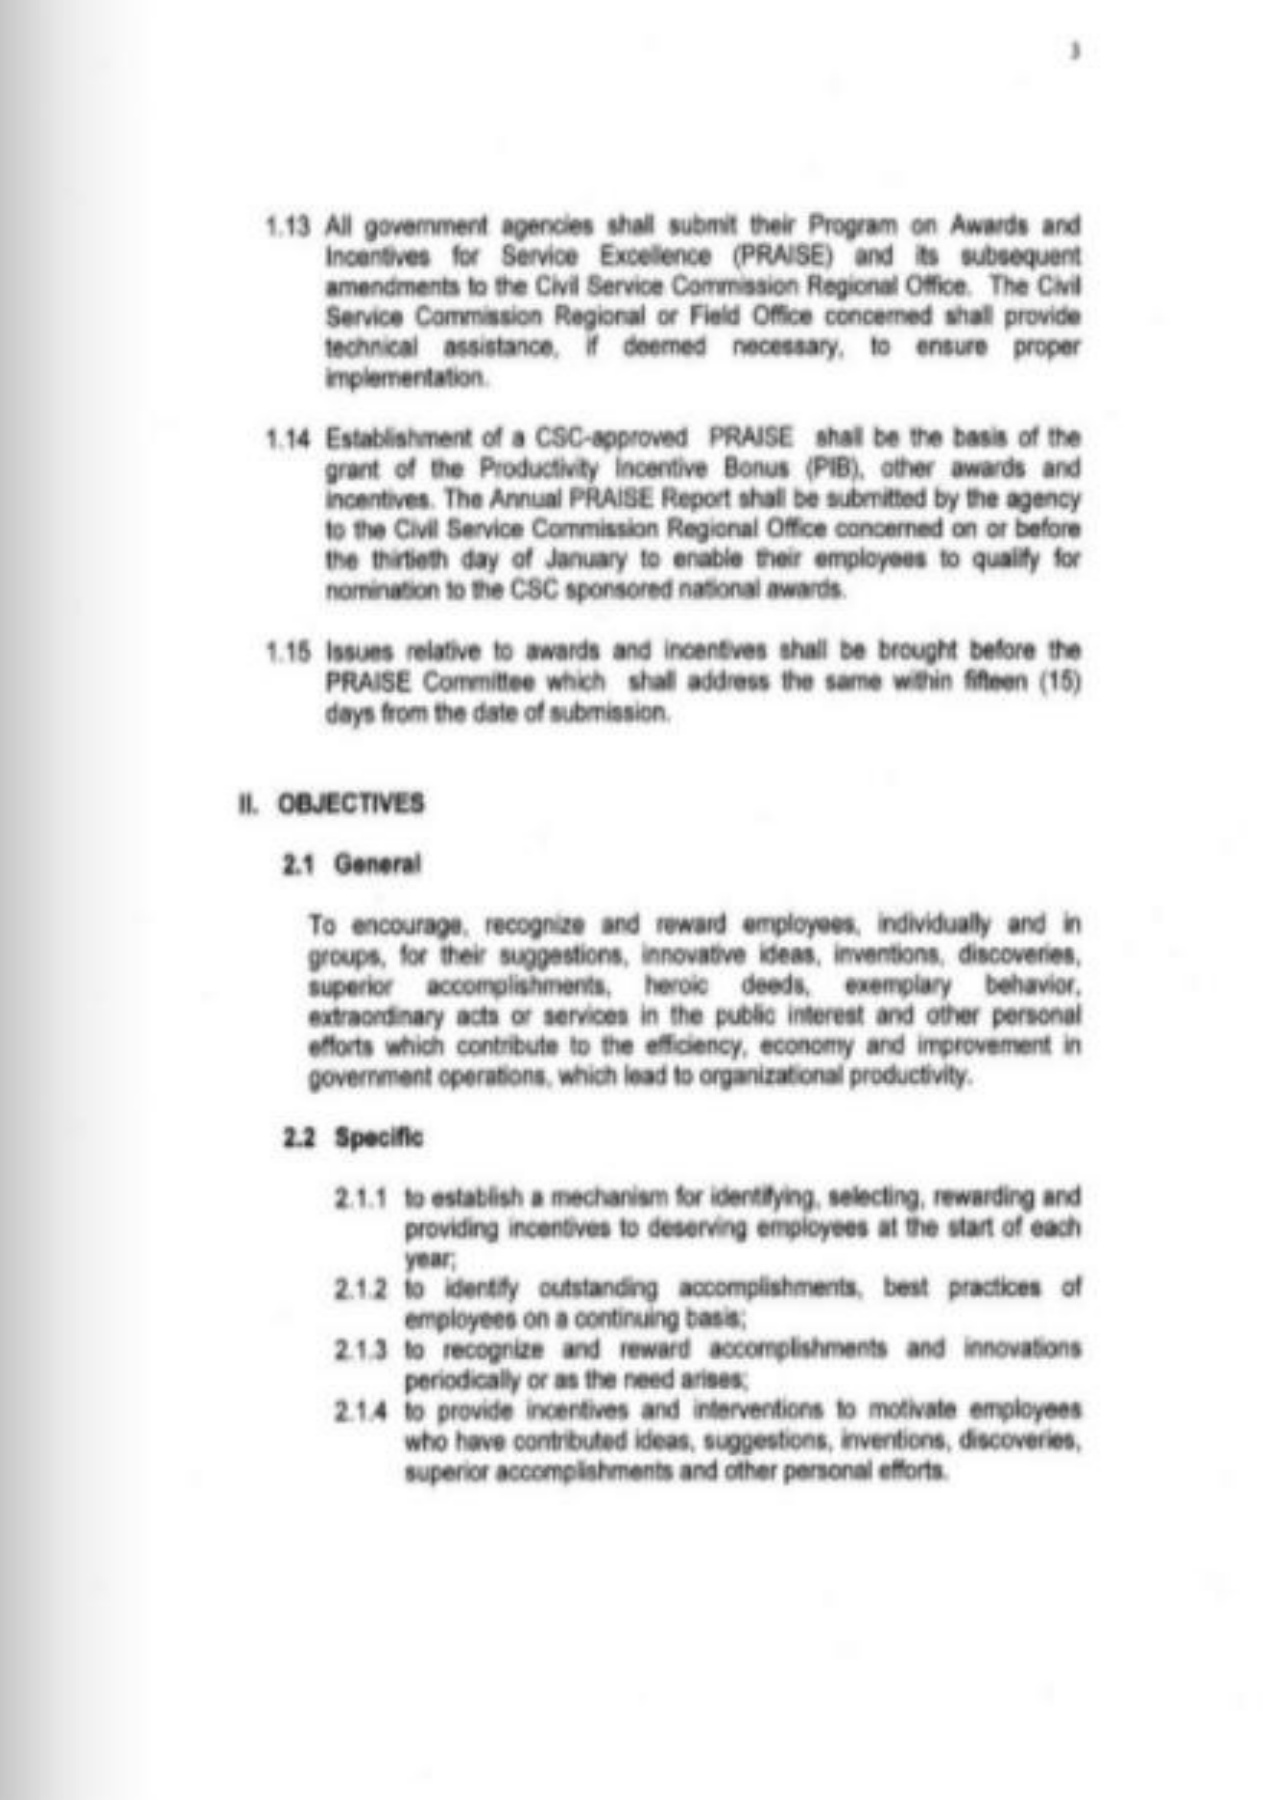 3
1.13 All government agencies shall submit their Program on Awards and
Incentives for Service Excellence (PRAISE) and its subsequent
amendments to the Civil Service Commission Regional Office. The Civil
Service Commission Regional or Field Office concerned shall provide
technical assistance, if deemed necessary, to ensure proper
implementation.
1.14 Establishment of a CSC-approved PRAISE shall be the basis of the
grant of the Productivity Incentive Bonus (PIB), other awards and
incentives. The Annual PRAISE Report shall be submitted by the agency
to the Civil Service Commission Regional Office concerned on or before
the thirtieth day of January to enable their employees to qualify for
nomination to the CSC sponsored national awards.
1.15 Issues relative to awards and incentives shall be brought before the
PRAISE Committee which shall address the same within fifteen (15)
days from the date of submission.
II. OBJECTIVES
2.1 General
To encourage, recognize and reward employees, individually and in
groups, for their suggestions, innovative ideas, inventions, discoveries,
superior accomplishments, heroic deeds, exemplary behavior,
extraordinary acts or services in the public interest and other personal
efforts which contribute to the efficiency, economy and improvement in
government operations, which lead to organizational productivity.
2.2 Specific
2.1.1 to establish a mechanism for identifying, selecting, rewarding and
providing incentives to deserving employees at the start of each
year;
2.1.2 to identify outstanding accomplishments, best practices of
employees on a continuing basis;
2.1.3 to recognize and reward accomplishments and innovations
periodically or as the need arises;
2.1.4 to provide incentives and interventions to motivate employees
who have contributed ideas, suggestions, inventions, discoveries,
superior accomplishments and other personal efforts.